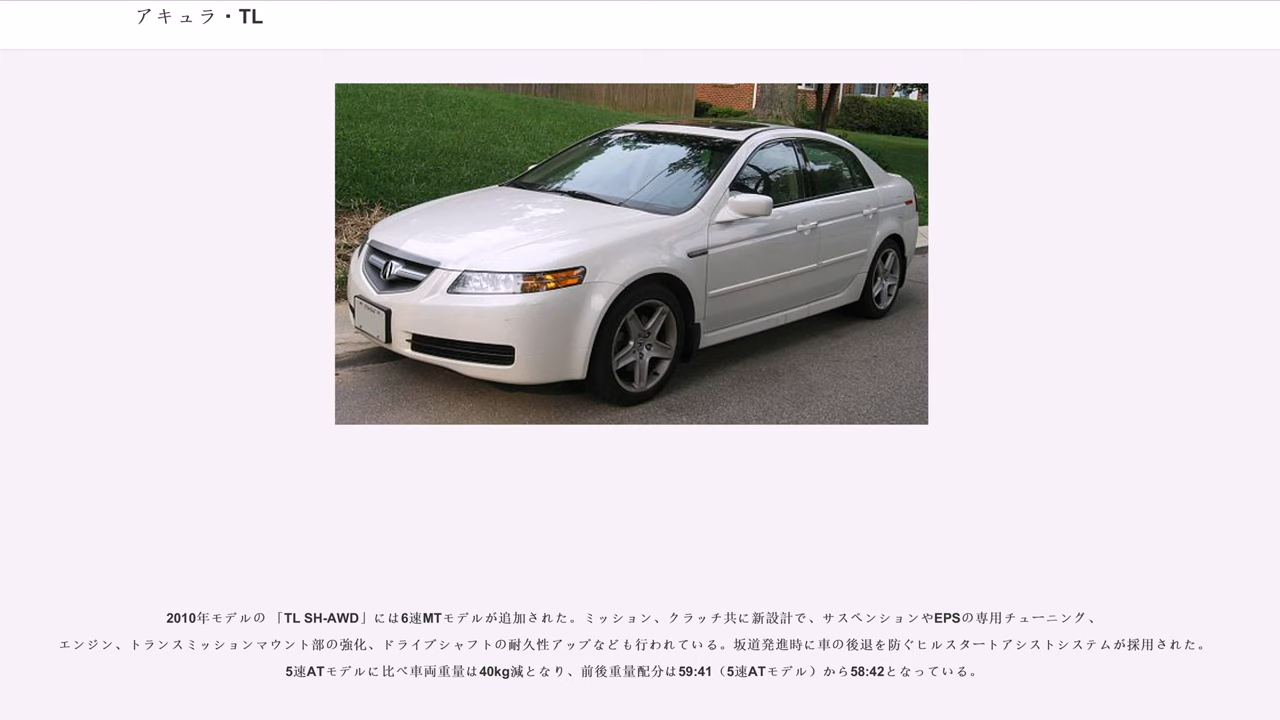 アキュラ・TL
2010年モデルの「TL SH-AWD」には6速MTモデルが追加された。ミッション、クラッチ共に新設計で、サスペンションやEPSの専用チューニング、
エンジン、トランスミッションマウント部の強化、ドライブシャフトの耐久性アップなども行われている。坂道発進時に車の後退を防ぐヒルスタートアシストシステムが採用された。
5速ATモデルに比べ車両重量は40kg減となり、前後重量配分は59:41（5速ATモデル）から58:42となっている。